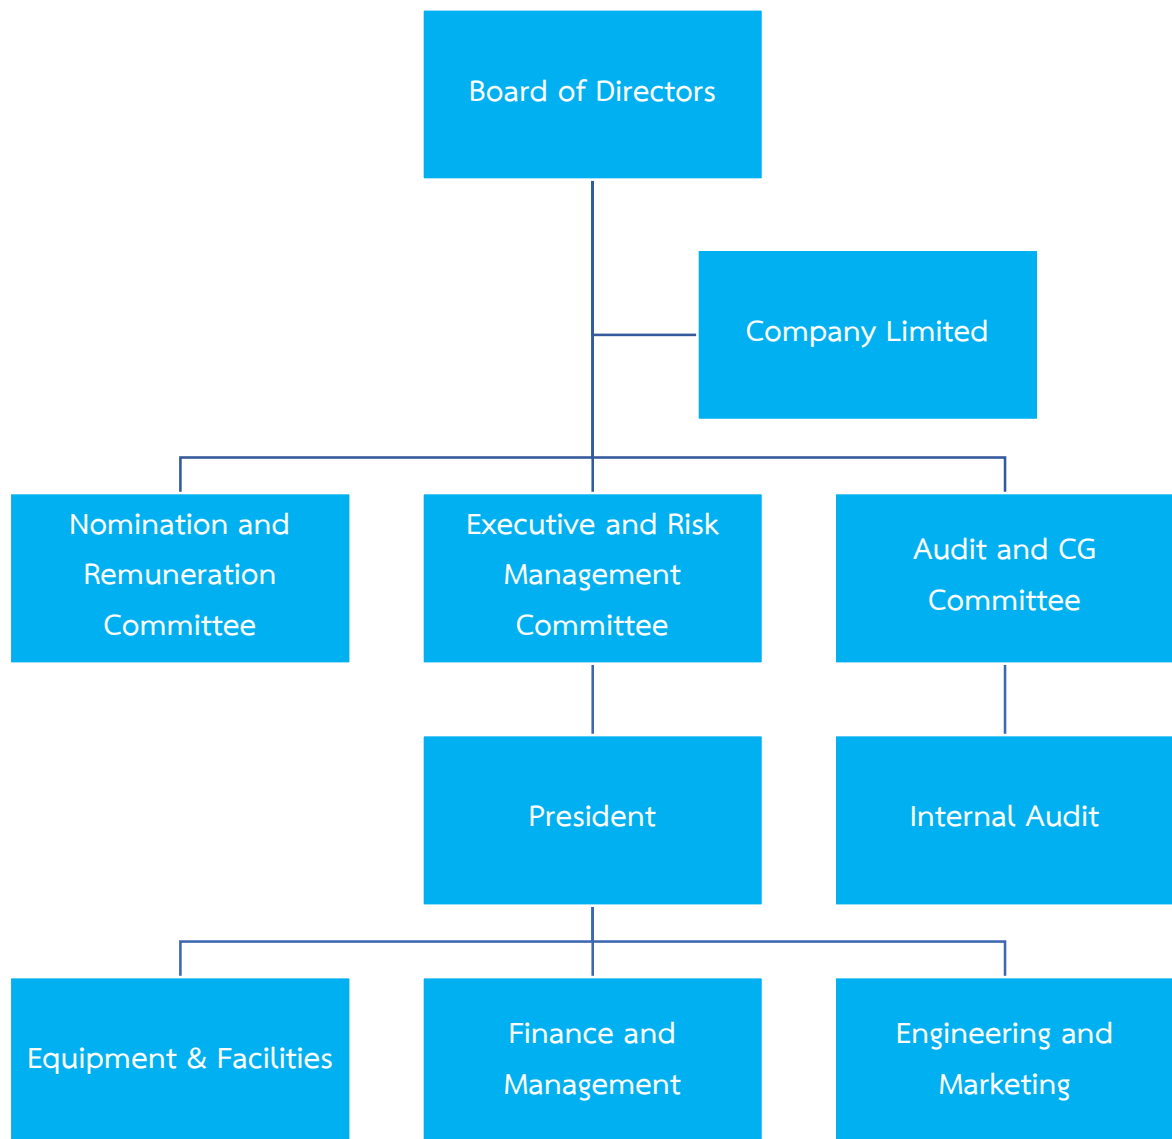 Board of Directors
Company Limited
Nomination and
Remuneration
Committee
Executive and Risk
Management
Committee
Audit and CG
Committee
President
Internal Audit
Equipment & Facilities
Finance and
Management
Engineering and
Marketing